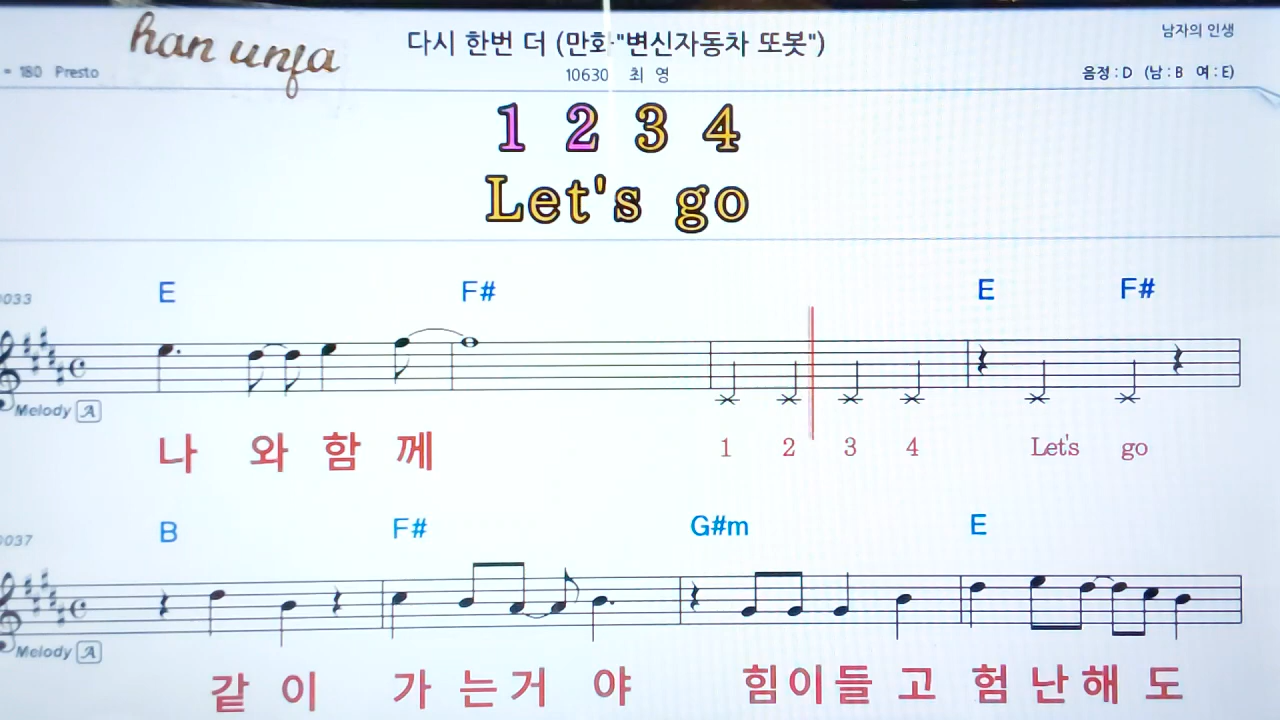 han unja
다시 한번 더 (만화-"변신자동차 또봇")
남자의 인생
= 180 Presto
10630 최 영
음정 : D (남 : B 여 : E)
1 2 3 4
Let's go
0033 E F# E F#
Melody A
나 와 함 께 1 2 3 4 Let's go
0037 B F# G#m E
Melody A
같 이 가 는 거 야 힘 이 들 고 험 난 해 도